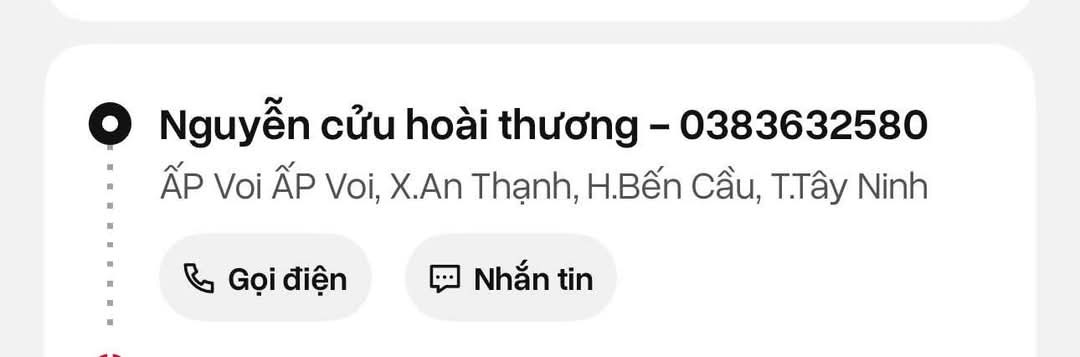 Nguyễn cửu hoài thương – 0383632580
ẤP Voi ẤP Voi, X.An Thạnh, H.Bến Cầu, T.Tây Ninh
Gọi điện
Nhắn tin